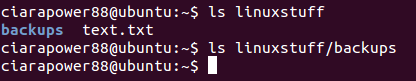 ciarapower88@ubuntu:~$ ls linuxstuff
backups  text.txt
ciarapower88@ubuntu:~$ ls linuxstuff/backups
ciarapower88@ubuntu:~$